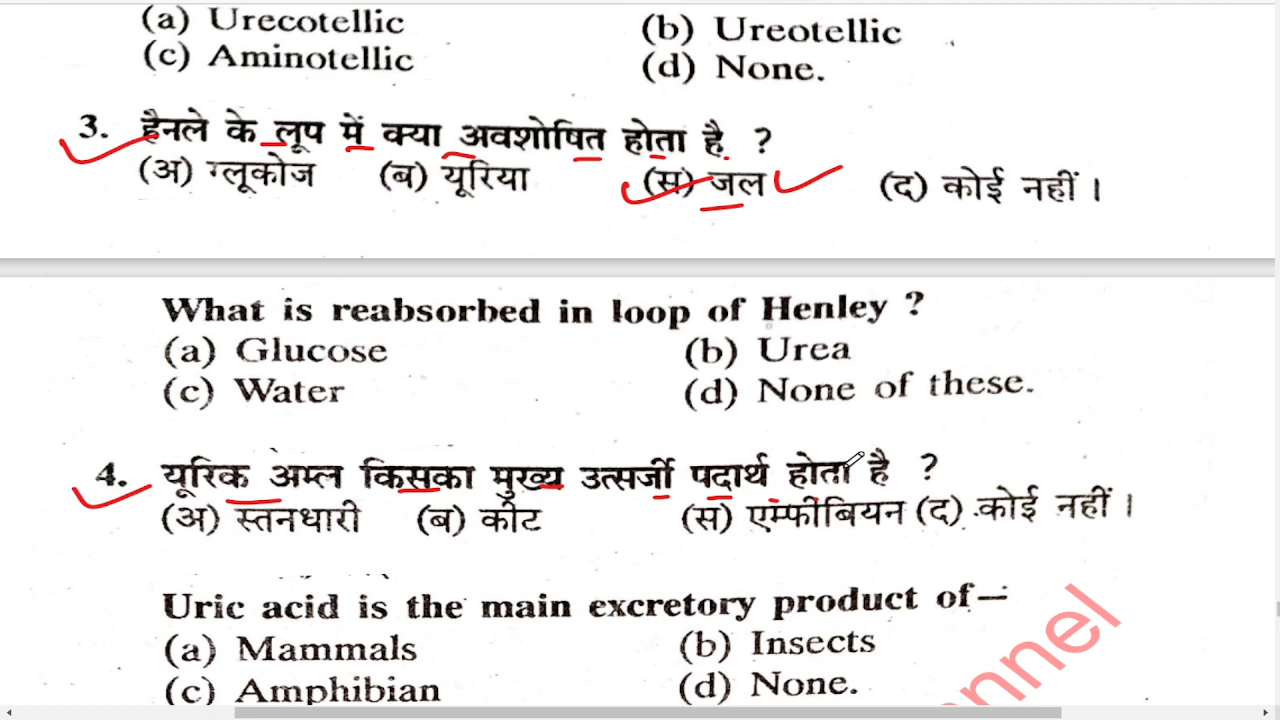 (a) Urecotellic (b) Ureotellic
(c) Aminotellic (d) None.
3. हैनले के लूप में क्या अवशोषित होता है ?
(अ) ग्लूकोज (ब) यूरिया (स) जल (द) कोई नहीं ।
What is reabsorbed in loop of Henley ?
(a) Glucose (b) Urea
(c) Water (d) None of these.
4. यूरिक अम्ल किसका मुख्य उत्सर्जी पदार्थ होता है ?
(अ) स्तनधारी (ब) कीट (स) एम्फीबियन (द) कोई नहीं ।
Uric acid is the main excretory product of—
(a) Mammals (b) Insects
(c) Amphibian (d) None.